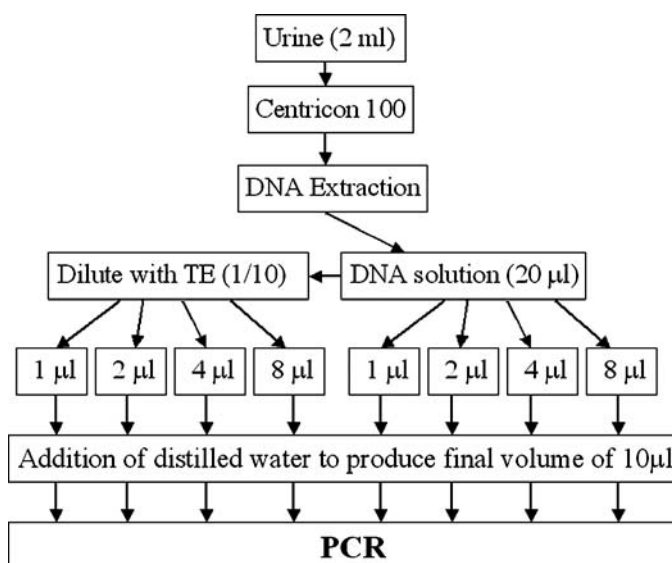 Urine (2 ml)
Centricon 100
DNA Extraction
Dilute with TE (1/10) DNA solution (20 µl)
1 µl 2 µl 4 µl 8 µl 1 µl 2 µl 4 µl 8 µl
Addition of distilled water to produce final volume of 10µl
PCR